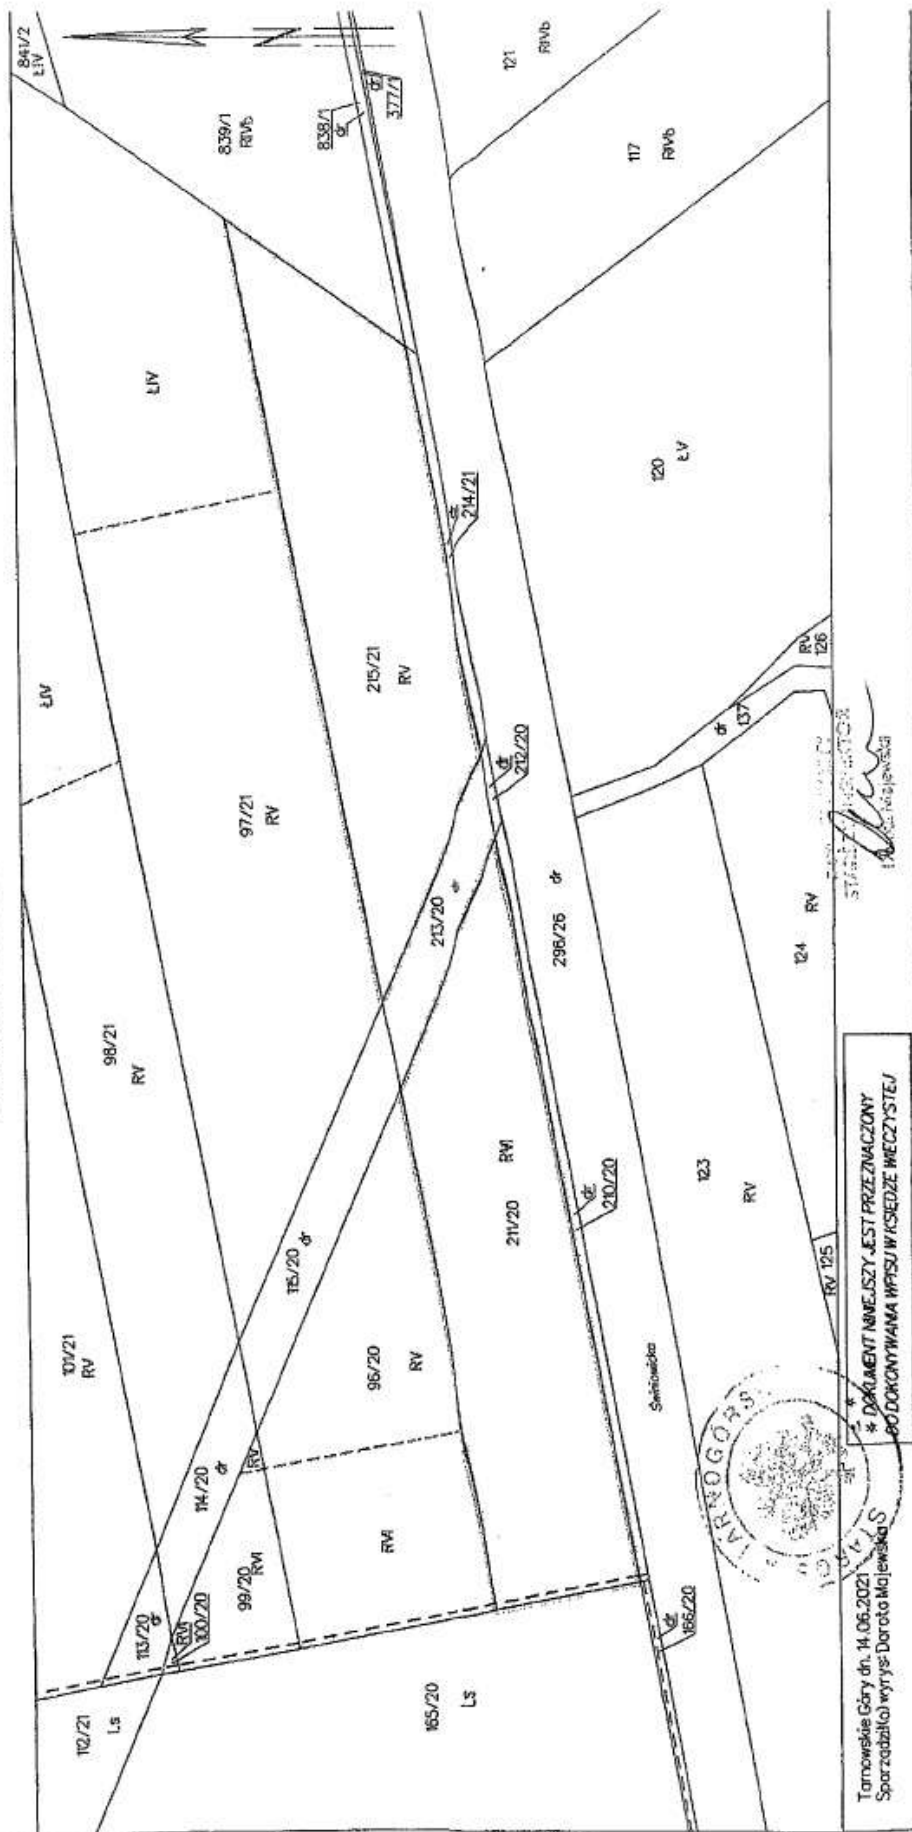 841/2
ŁIV
839/1
RIVb
838/1
dr
dr
377/1
121
RIVb
117
RIVb
ŁIV
120
ŁV
dr
214/21
ŁIV
215/21
RV
RV
126
dr
137
dr
212/20
97/21
RV
213/20 dr
296/26 dr
124
RV
98/21
RV
115/20 dr
RVI
211/20
dr
210/20
123
RV
RV 125
101/21
RV
96/20
RV
Świniowicka
114/20 dr
RV
99/20
RVI
RVI
113/20 dr
RVI
100/20
dr
166/20
112/21
Ls
165/20
Ls
TARNOGÓRS
STARO
* DOKUMENT NINIEJSZY JEST PRZEZNACZONY
DO DOKONYWANIA WPISU W KSIĘDZE WIECZYSTEJ
Tarnowskie Góry dn. 14.06.2021
Sporządził(a) wyrys: Dorota Majewska